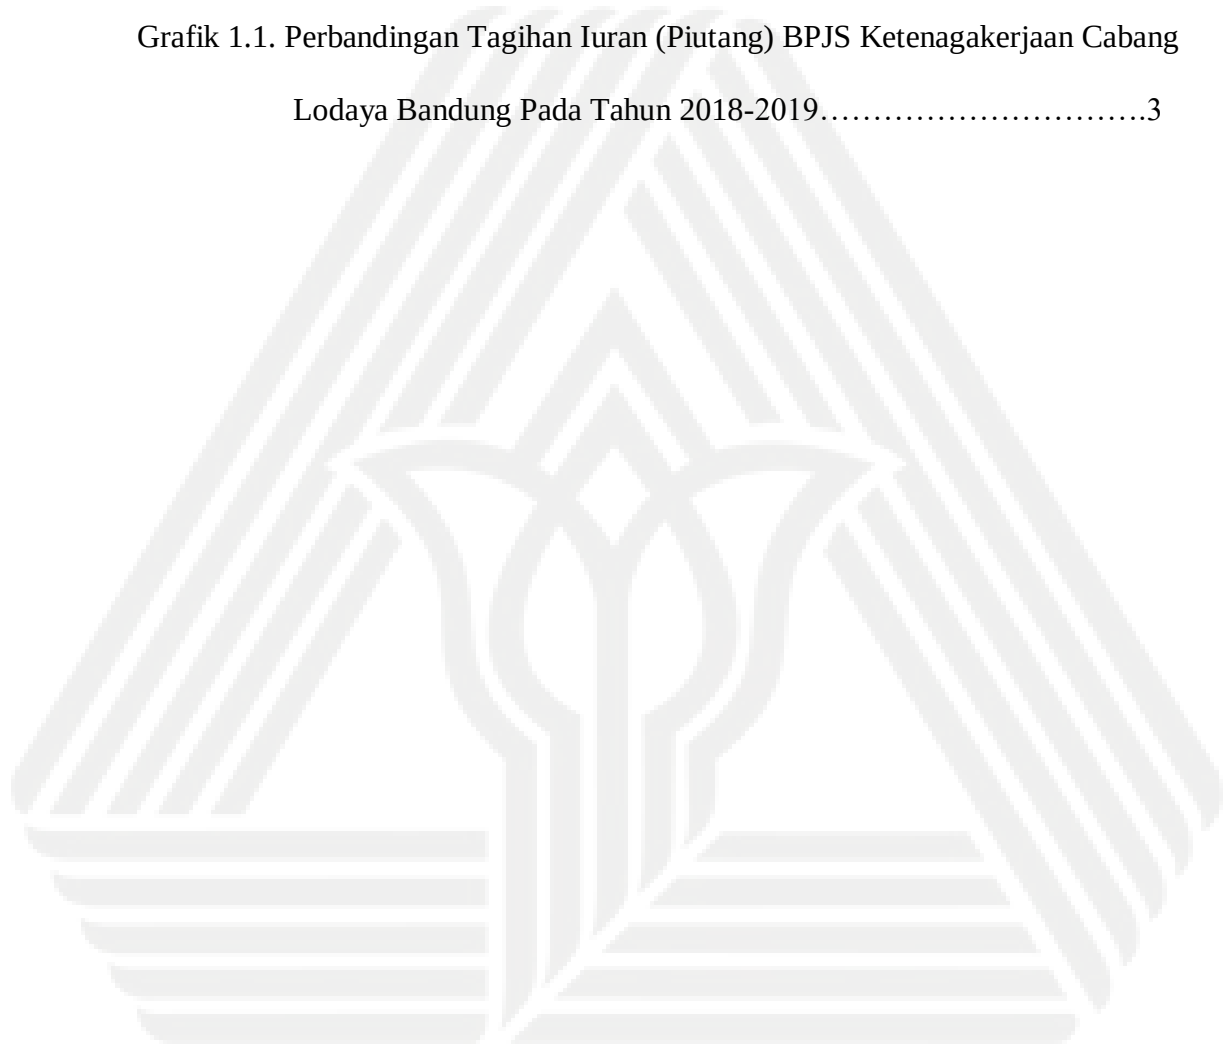 Grafik 1.1. Perbandingan Tagihan Iuran (Piutang) BPJS Ketenagakerjaan Cabang
Lodaya Bandung Pada Tahun 2018-2019………………………….3